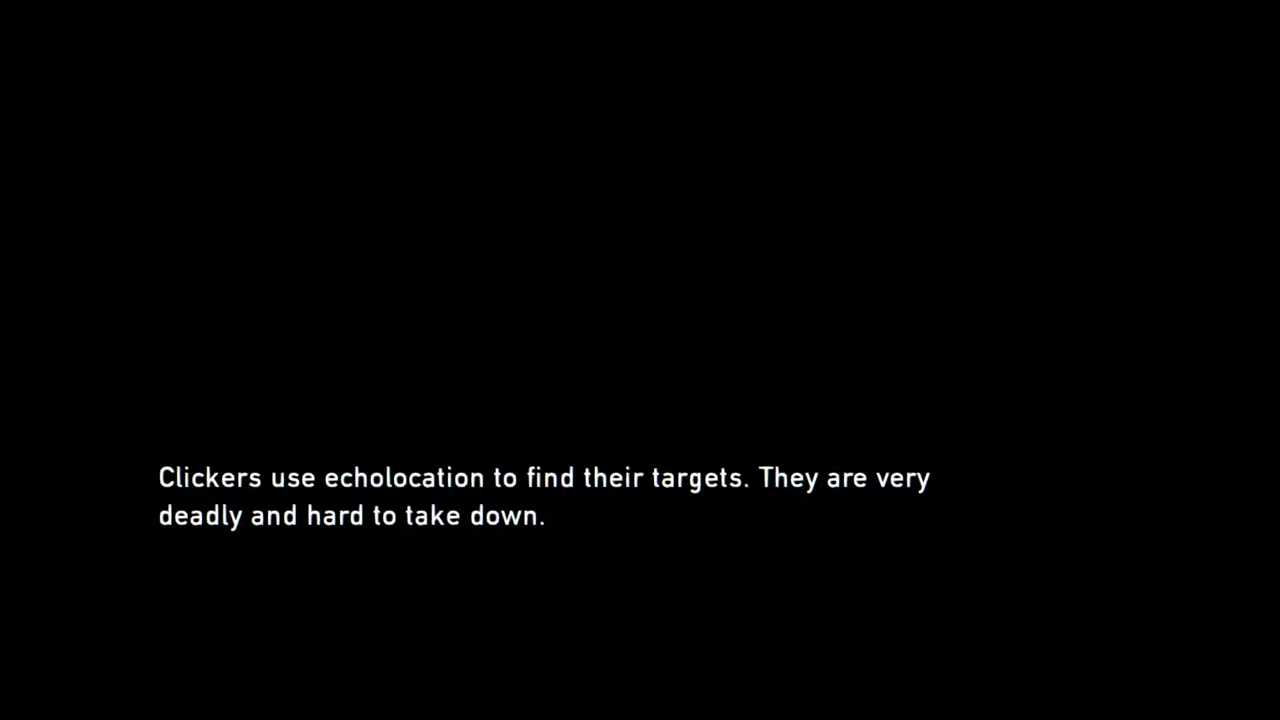 Clickers use echolocation to find their targets. They are very
deadly and hard to take down.